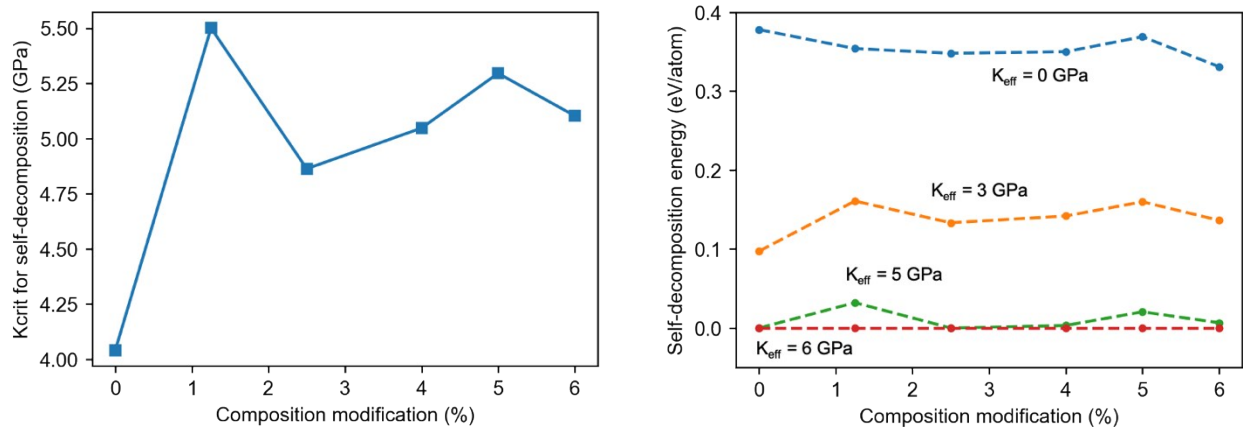 Kcrit for self-decomposition (GPa)
5.50
5.25
5.00
4.75
4.50
4.25
4.00
0 1 2 3 4 5 6
Composition modification (%)
Self-decomposition energy (eV/atom)
0.4
0.3
0.2
0.1
0.0
Keff = 0 GPa
Keff = 3 GPa
Keff = 5 GPa
Keff = 6 GPa
0 1 2 3 4 5 6
Composition modification (%)